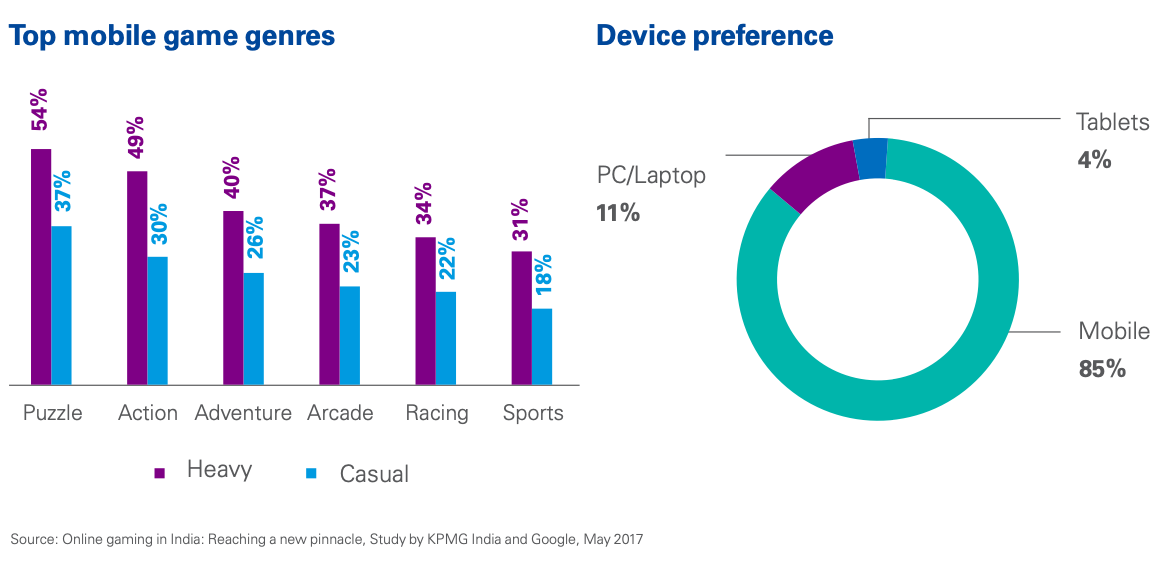 Top mobile game genres
54%
37%
49%
30%
40%
26%
37%
23%
34%
22%
31%
18%
Puzzle Action Adventure Arcade Racing Sports
Heavy Casual
Device preference
Tablets
4%
PC/Laptop
11%
Mobile
85%
Source: Online gaming in India: Reaching a new pinnacle, Study by KPMG India and Google, May 2017